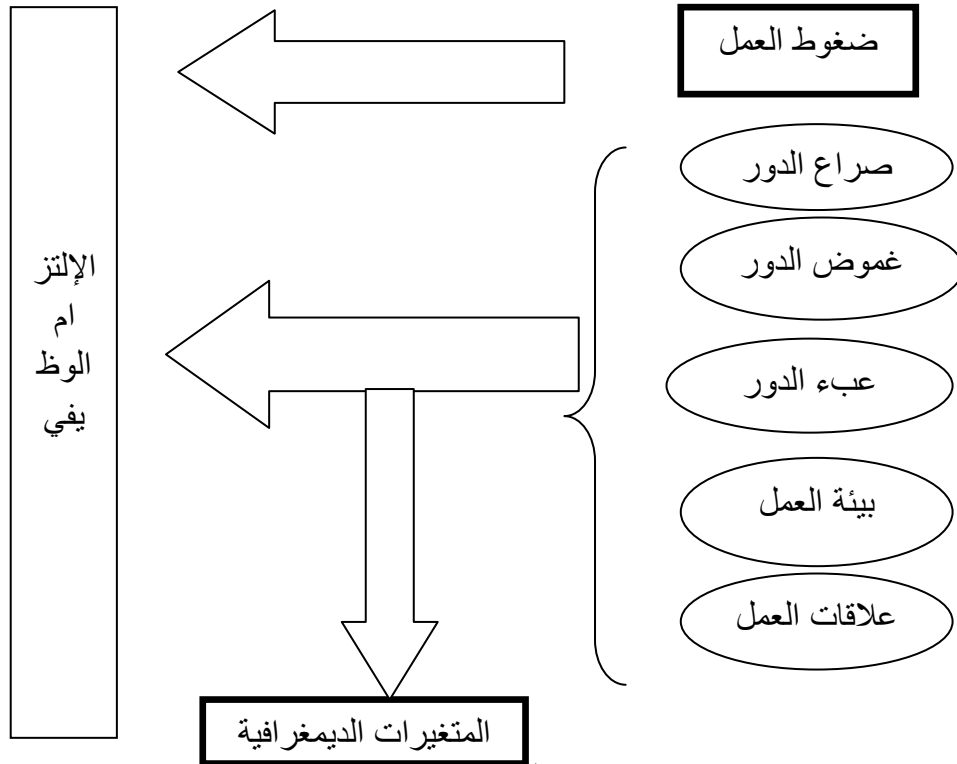 ضغوط العمل
صراع الدور
غموض الدور
عبء الدور
بيئة العمل
علاقات العمل
الإلتز
ام
الوظ
يفي
المتغيرات الديمغرافية